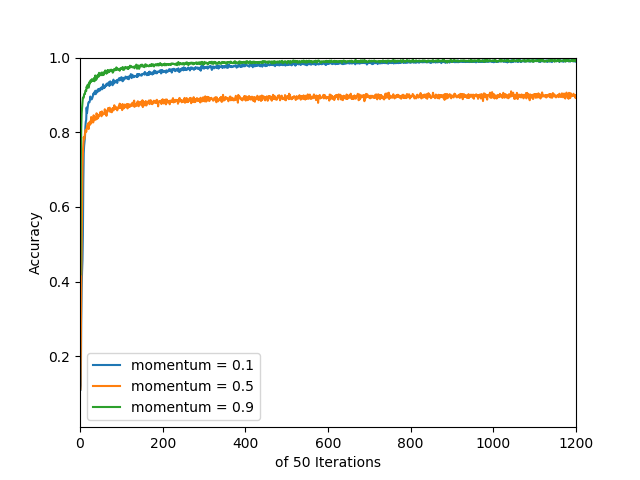 1.0
0.8
0.6
0.4
0.2
Accuracy
momentum = 0.1
momentum = 0.5
momentum = 0.9
0 200 400 600 800 1000 1200
of 50 Iterations